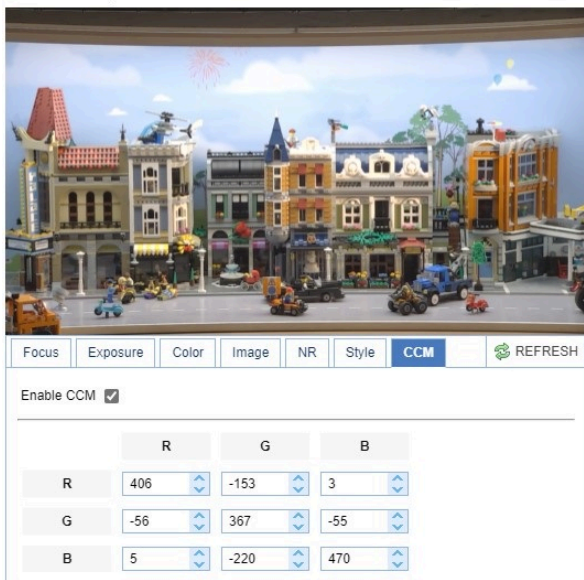 Focus Exposure Color Image NR Style CCM REFRESH
Enable CCM
R G B
R 406 -153 3
G -56 367 -55
B 5 -220 470